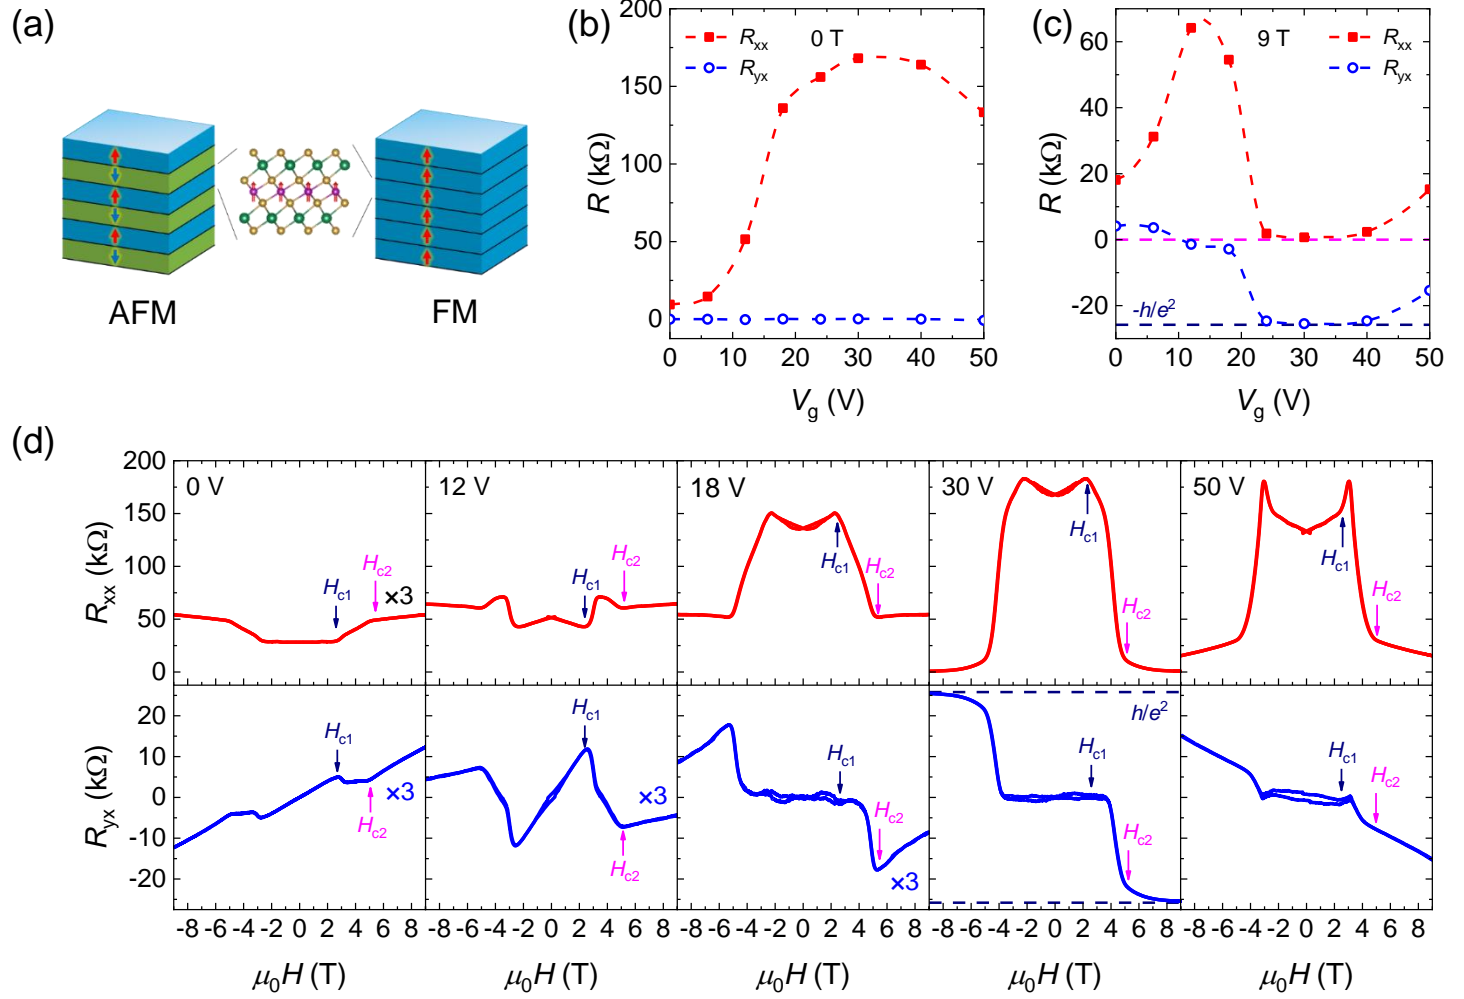 (a)
AFM
FM
(b)
200
150
100
50
0
R (kΩ)
Rxx
Ryx
0 T
0 10 20 30 40 50
Vg (V)
(c)
60
40
20
0
-20
R (kΩ)
9 T
Rxx
Ryx
-h/e²
0 10 20 30 40 50
Vg (V)
(d)
200
150
100
50
0
Rxx (kΩ)
0 V
Hc1
Hc2
×3
12 V
Hc1
Hc2
18 V
Hc1
Hc2
30 V
Hc1
Hc2
50 V
Hc1
Hc2
20
10
0
-10
-20
Ryx (kΩ)
Hc1
×3
Hc2
Hc1
×3
Hc2
Hc1
Hc2
×3
h/e²
Hc1
Hc2
Hc1
Hc2
-8 -6 -4 -2 0 2 4 6 8 -8 -6 -4 -2 0 2 4 6 8 -8 -6 -4 -2 0 2 4 6 8 -8 -6 -4 -2 0 2 4 6 8 -8 -6 -4 -2 0 2 4 6 8
μ0H (T) μ0H (T) μ0H (T) μ0H (T) μ0H (T)